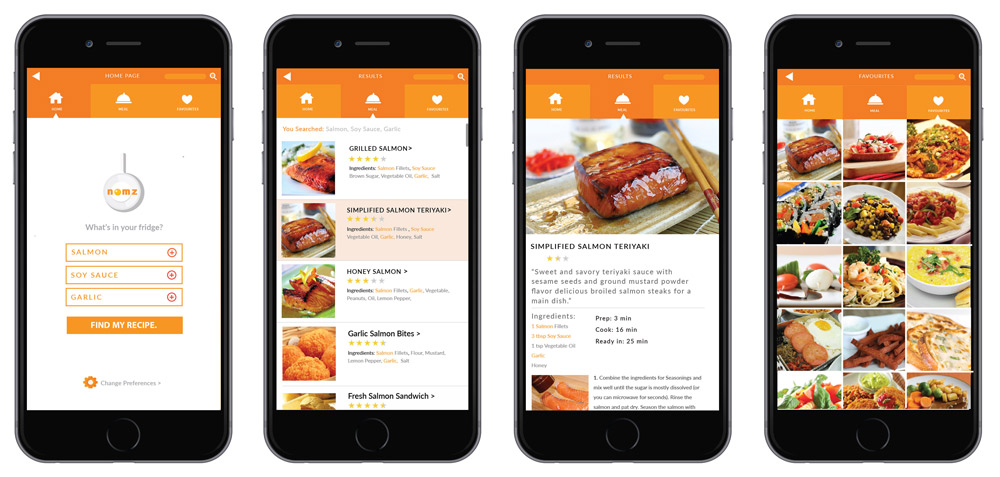 HOME PAGE
HOME
MEAL
FAVOURITES
nomz
What's in your fridge?
SALMON
SOY SAUCE
GARLIC
FIND MY RECIPE.
Change Preferences >
RESULTS
HOME
MEAL
FAVOURITES
You Searched: Salmon, Soy Sauce, Garlic
GRILLED SALMON>
Ingredients: Salmon Fillets, Soy Sauce
Brown Sugar, Vegetable Oil, Garlic, Salt
SIMPLIFIED SALMON TERIYAKI>
Ingredients: Salmon Fillets, Soy Sauce
Vegetable Oil, Garlic, Honey, Salt
HONEY SALMON >
Ingredients: Salmon Fillets, Garlic, Vegetable,
Peanuts, Oil, Lemon Pepper,
Garlic Salmon Bites >
Ingredients: Salmon Fillets, Flour, Mustard,
Lemon Pepper, Garlic, Salt
Fresh Salmon Sandwich >
RESULTS
HOME
MEAL
FAVOURITES
SIMPLIFIED SALMON TERIYAKI
"Sweet and savory teriyaki sauce with
sesame seeds and ground mustard powder
flavor delicious broiled salmon steaks for a
main dish."
Ingredients:
1 Salmon Fillets
3 tbsp Soy Sauce
1 tsp Vegetable Oil
Garlic
Honey
Prep: 3 min
Cook: 16 min
Ready in: 25 min
1. Combine the ingredients for Seasonings and
mix well until the sugar is mostly dissolved (or
you can microwave for seconds). Rinse the
salmon and pat dry. Season the salmon with
FAVOURITES
HOME
MEAL
FAVOURITES